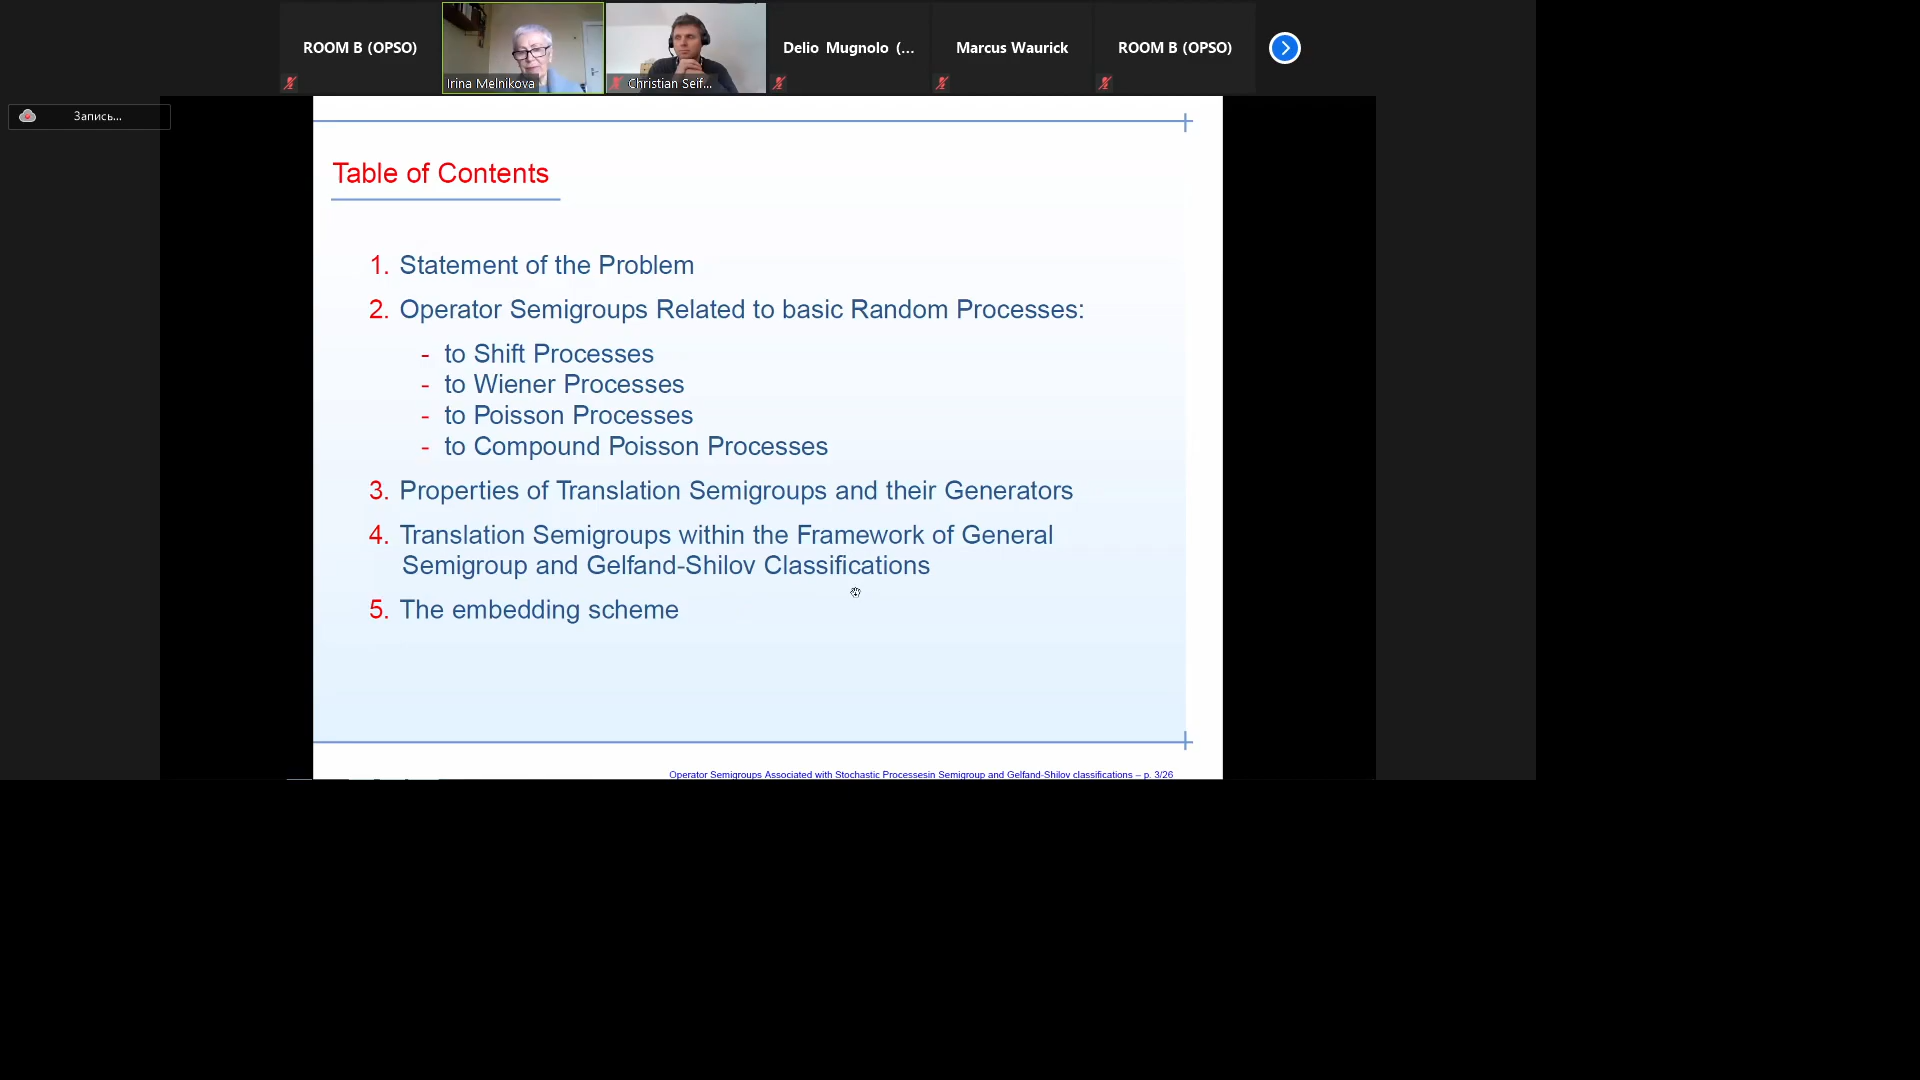 ROOM B (OPSO)
Irina Melnikova
Christian Seif...
Delio Mugnolo (...
Marcus Waurick
ROOM B (OPSO)
Запись...
Table of Contents
1. Statement of the Problem
2. Operator Semigroups Related to basic Random Processes:
- to Shift Processes
- to Wiener Processes
- to Poisson Processes
- to Compound Poisson Processes
3. Properties of Translation Semigroups and their Generators
4. Translation Semigroups within the Framework of General
Semigroup and Gelfand-Shilov Classifications
5. The embedding scheme
Operator Semigroups Associated with Stochastic Processesin Semigroup and Gelfand-Shilov classifications – p. 3/26